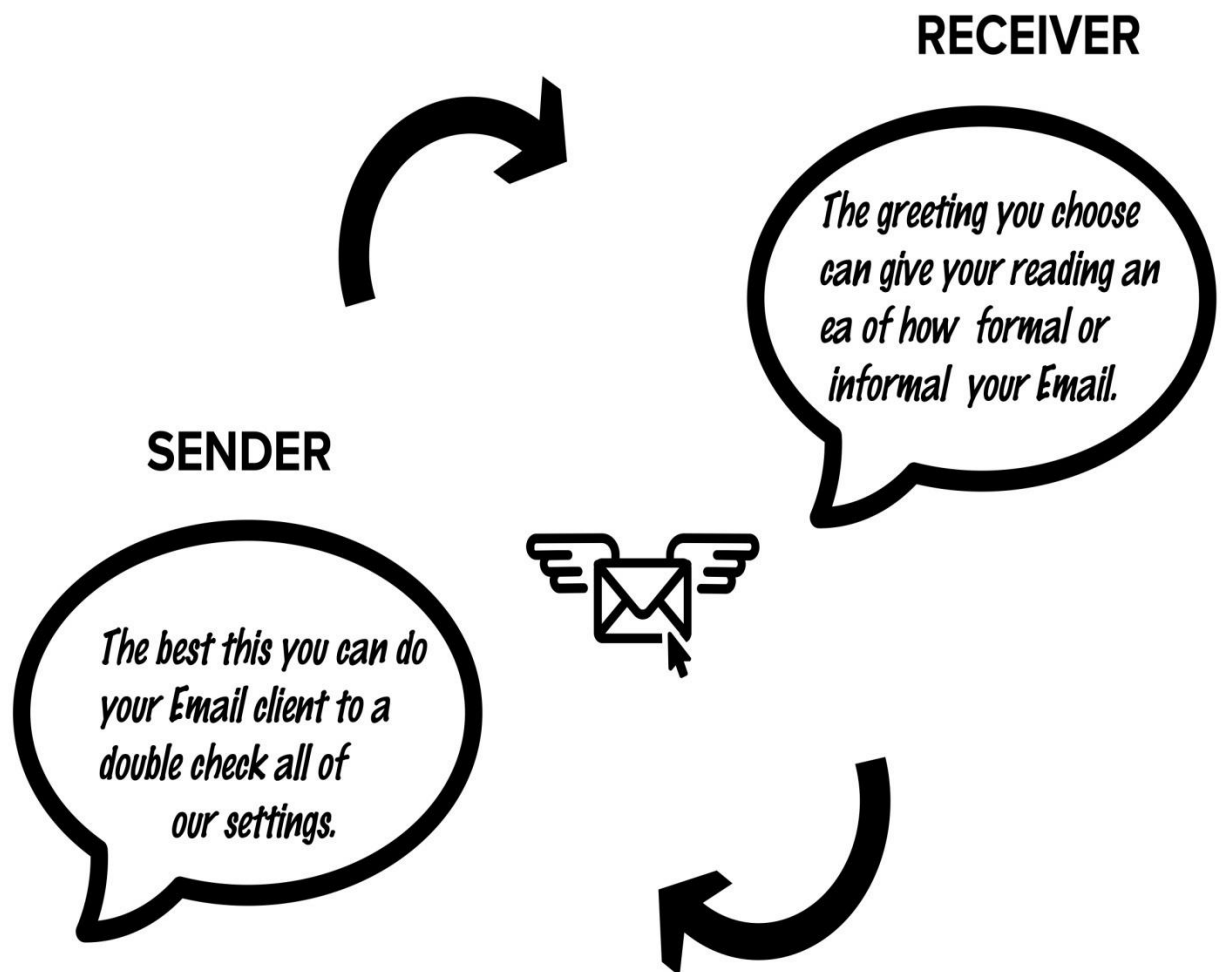 RECEIVER
The greeting you choose
can give your reading an
ea of how formal or
informal your Email.
SENDER
The best this you can do
your Email client to a
double check all of
our settings.